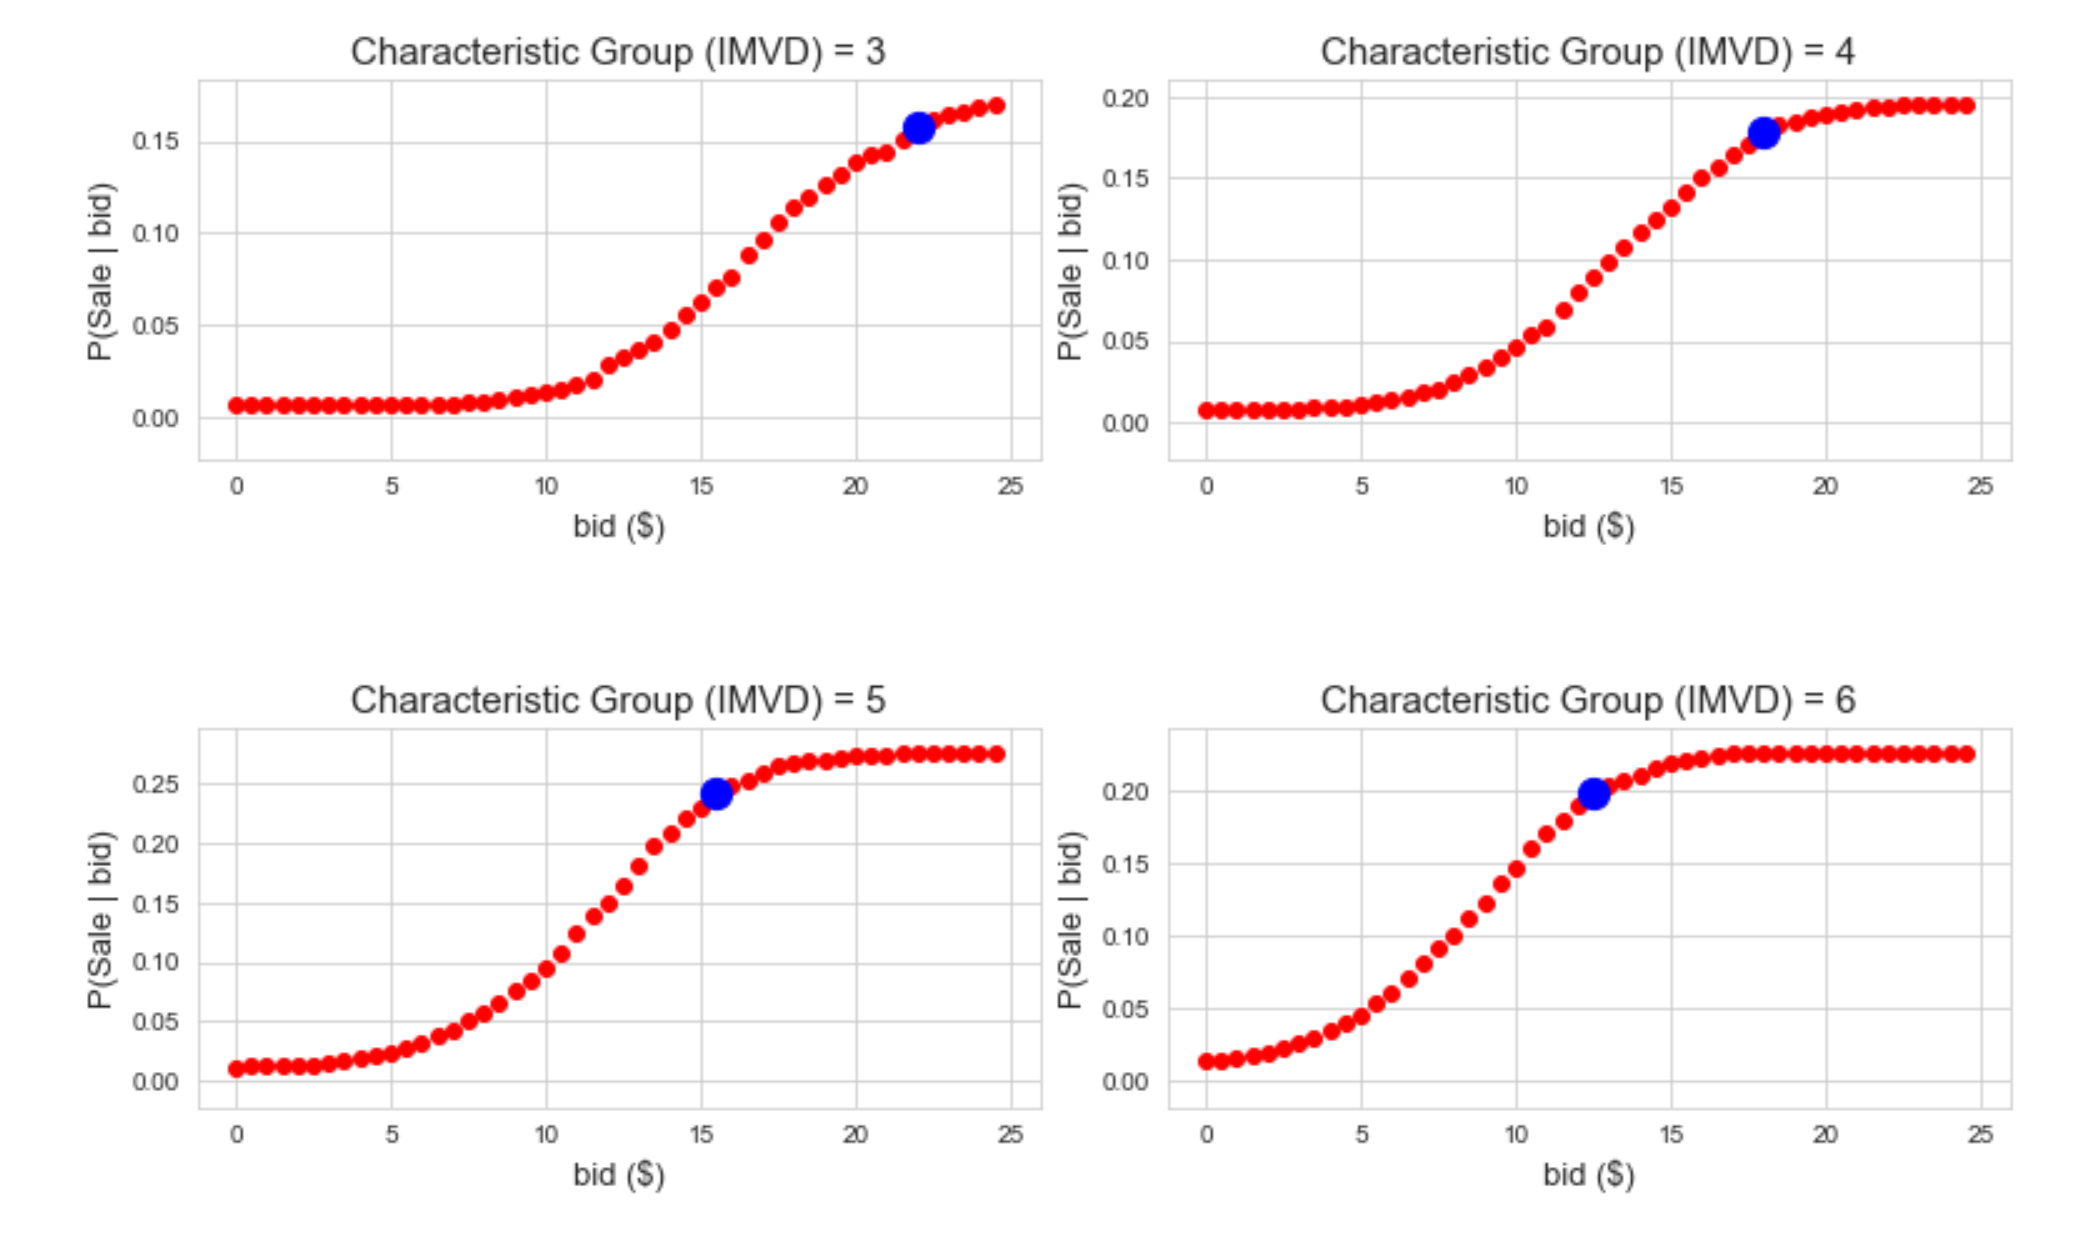 Characteristic Group (IMVD) = 3
P(Sale | bid)
0.15
0.10
0.05
0.00
0 5 10 15 20 25
bid ($)
Characteristic Group (IMVD) = 4
P(Sale | bid)
0.20
0.15
0.10
0.05
0.00
0 5 10 15 20 25
bid ($)
Characteristic Group (IMVD) = 5
P(Sale | bid)
0.25
0.20
0.15
0.10
0.05
0.00
0 5 10 15 20 25
bid ($)
Characteristic Group (IMVD) = 6
P(Sale | bid)
0.20
0.15
0.10
0.05
0.00
0 5 10 15 20 25
bid ($)